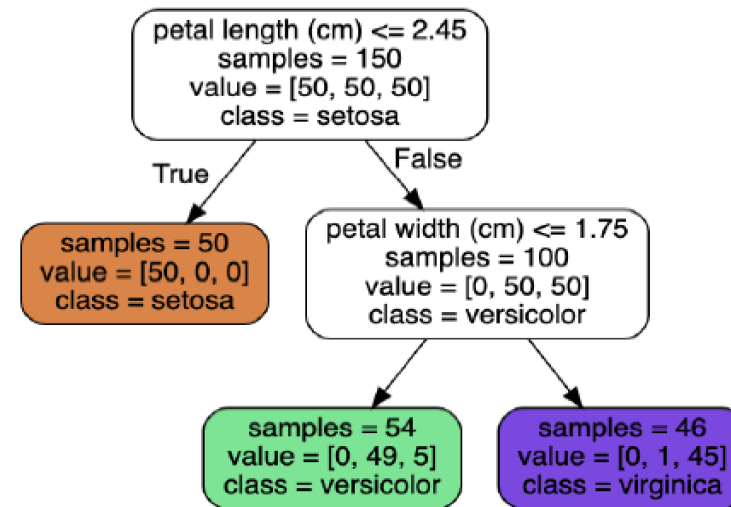 petal length (cm) <= 2.45
samples = 150
value = [50, 50, 50]
class = setosa
True
False
samples = 50
value = [50, 0, 0]
class = setosa
petal width (cm) <= 1.75
samples = 100
value = [0, 50, 50]
class = versicolor
samples = 54
value = [0, 49, 5]
class = versicolor
samples = 46
value = [0, 1, 45]
class = virginica